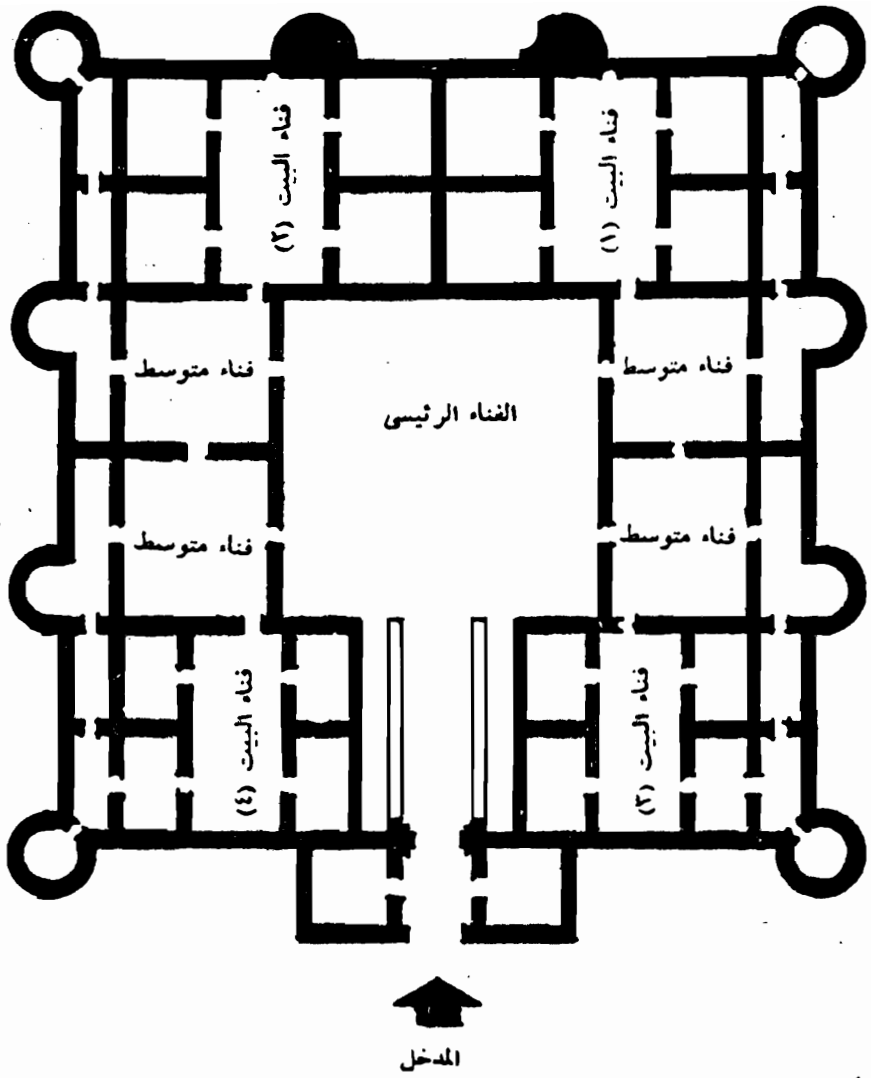 فناء البيت (١)
فناء البيت (٢)
فناء متوسط
فناء متوسط
الفناء الرئيسى
فناء متوسط
فناء متوسط
فناء البيت (٣)
فناء البيت (٤)
المدخل